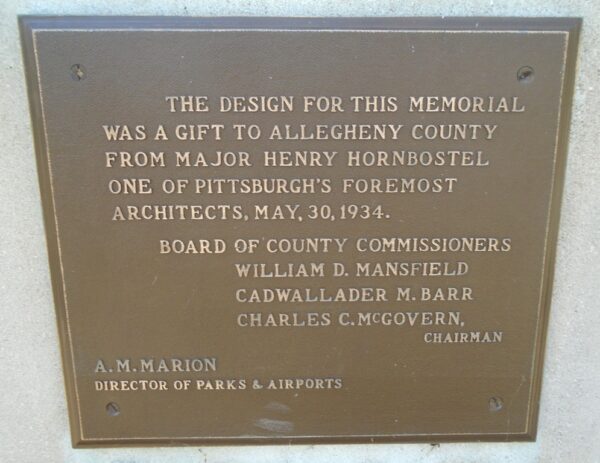 THE DESIGN FOR THIS MEMORIAL
WAS A GIFT TO ALLEGHENY COUNTY
FROM MAJOR HENRY HORNBOSTEL
ONE OF PITTSBURGH'S FOREMOST
ARCHITECTS, MAY, 30, 1934.
BOARD OF COUNTY COMMISSIONERS
WILLIAM D. MANSFIELD
CADWALLADER M. BARR
CHARLES C. McGOVERN,
CHAIRMAN
A. M. MARION
DIRECTOR OF PARKS & AIRPORTS